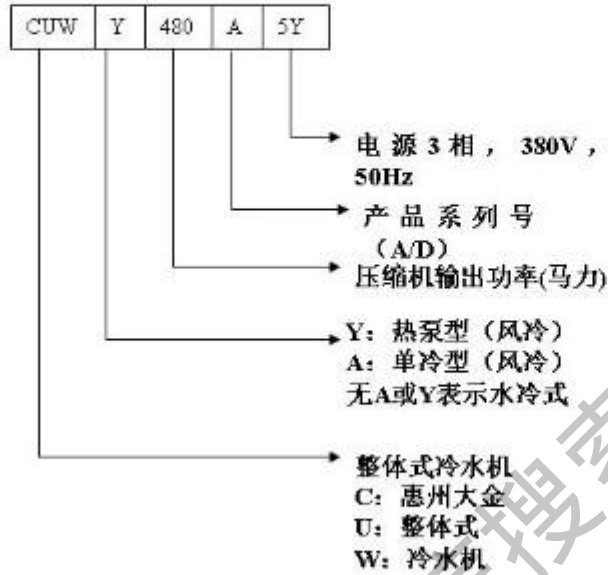 CUW Y 480 A 5Y
电源3相，380V，
50Hz
产品系列号
（A/D）
压缩机输出功率(马力)
Y：热泵型（风冷）
A：单冷型（风冷）
无A或Y表示水冷式
整体式冷水机
C：惠州大金
U：整体式
W：冷水机